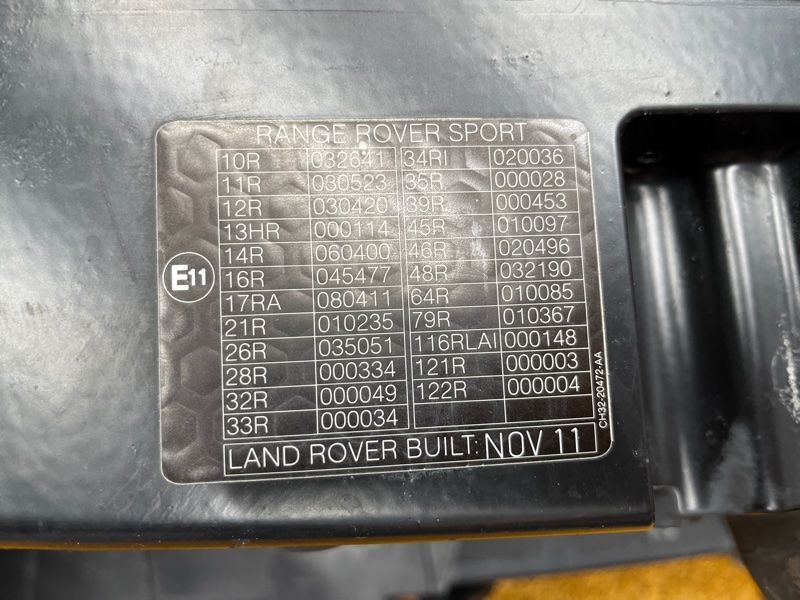 RANGE ROVER SPORT
10R 032641 34RI 020036
11R 030523 35R 000028
12R 030420 39R 000453
13HR 000114 45R 010097
14R 060400 46R 020496
16R 045477 48R 032190
17RA 080411 64R 010085
21R 010235 79R 010367
26R 035051 116RLAI 000148
28R 000334 121R 000003
32R 000049 122R 000004
33R 000034
E11
LAND ROVER BUILT: NOV 11
CH32-20472-AA